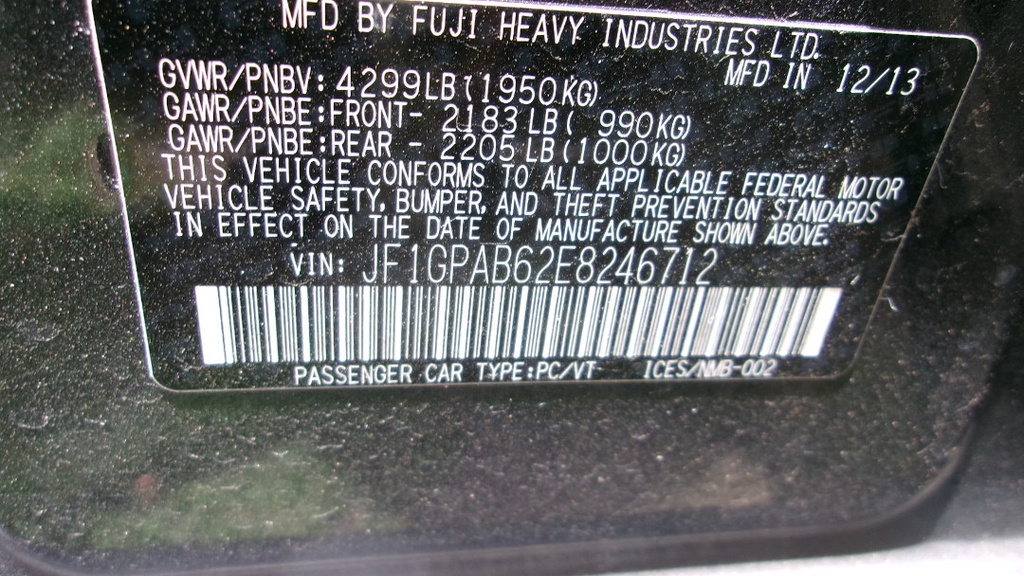 MFD BY FUJI HEAVY INDUSTRIES LTD.
MFD IN 12/13
GVWR/PNBV: 4299LB(1950KG)
GAWR/PNBE:FRONT- 2183LB( 990KG)
GAWR/PNBE:REAR - 2205LB(1000KG)
THIS VEHICLE CONFORMS TO ALL APPLICABLE FEDERAL MOTOR
VEHICLE SAFETY, BUMPER, AND THEFT PREVENTION STANDARDS
IN EFFECT ON THE DATE OF MANUFACTURE SHOWN ABOVE.
VIN: JF1GPAB62E8246712
PASSENGER CAR TYPE:PC/VT ICES/NMB-002